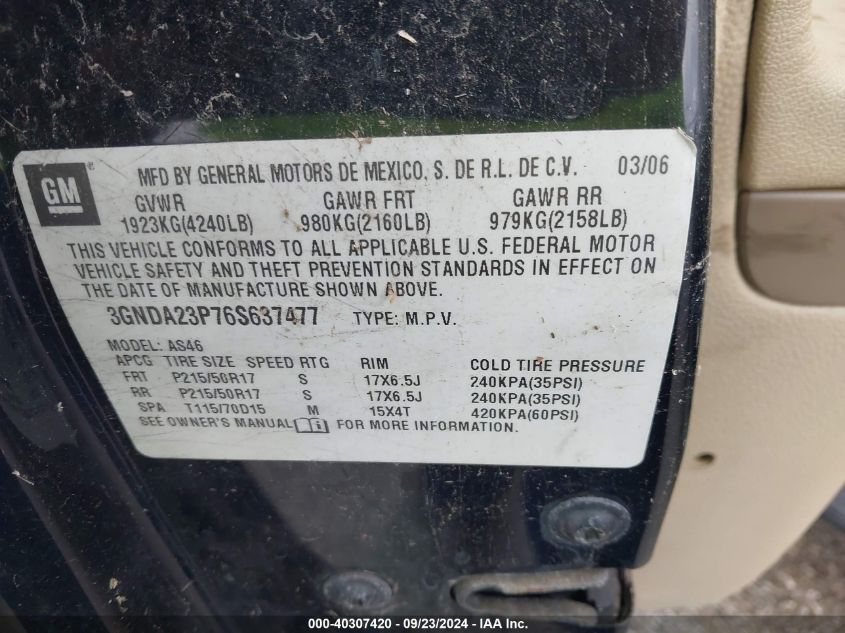 GM® MFD BY GENERAL MOTORS DE MEXICO, S. DE R.L. DE C.V. 03/06
GVWR GAWR FRT GAWR RR
1923KG(4240LB) 980KG(2160LB) 979KG(2158LB)
THIS VEHICLE CONFORMS TO ALL APPLICABLE U.S. FEDERAL MOTOR
VEHICLE SAFETY AND THEFT PREVENTION STANDARDS IN EFFECT ON
THE DATE OF MANUFACTURE SHOWN ABOVE.
3GNDA23P76S637477 TYPE: M.P.V.
MODEL: AS46
APCG TIRE SIZE SPEED RTG RIM COLD TIRE PRESSURE
FRT P215/50R17 S 17X6.5J 240KPA(35PSI)
RR P215/50R17 S 17X6.5J 240KPA(35PSI)
SPA T115/70D15 M 15X4T 420KPA(60PSI)
SEE OWNER'S MANUAL FOR MORE INFORMATION.
000-40307420 - 09/23/2024 - IAA Inc.